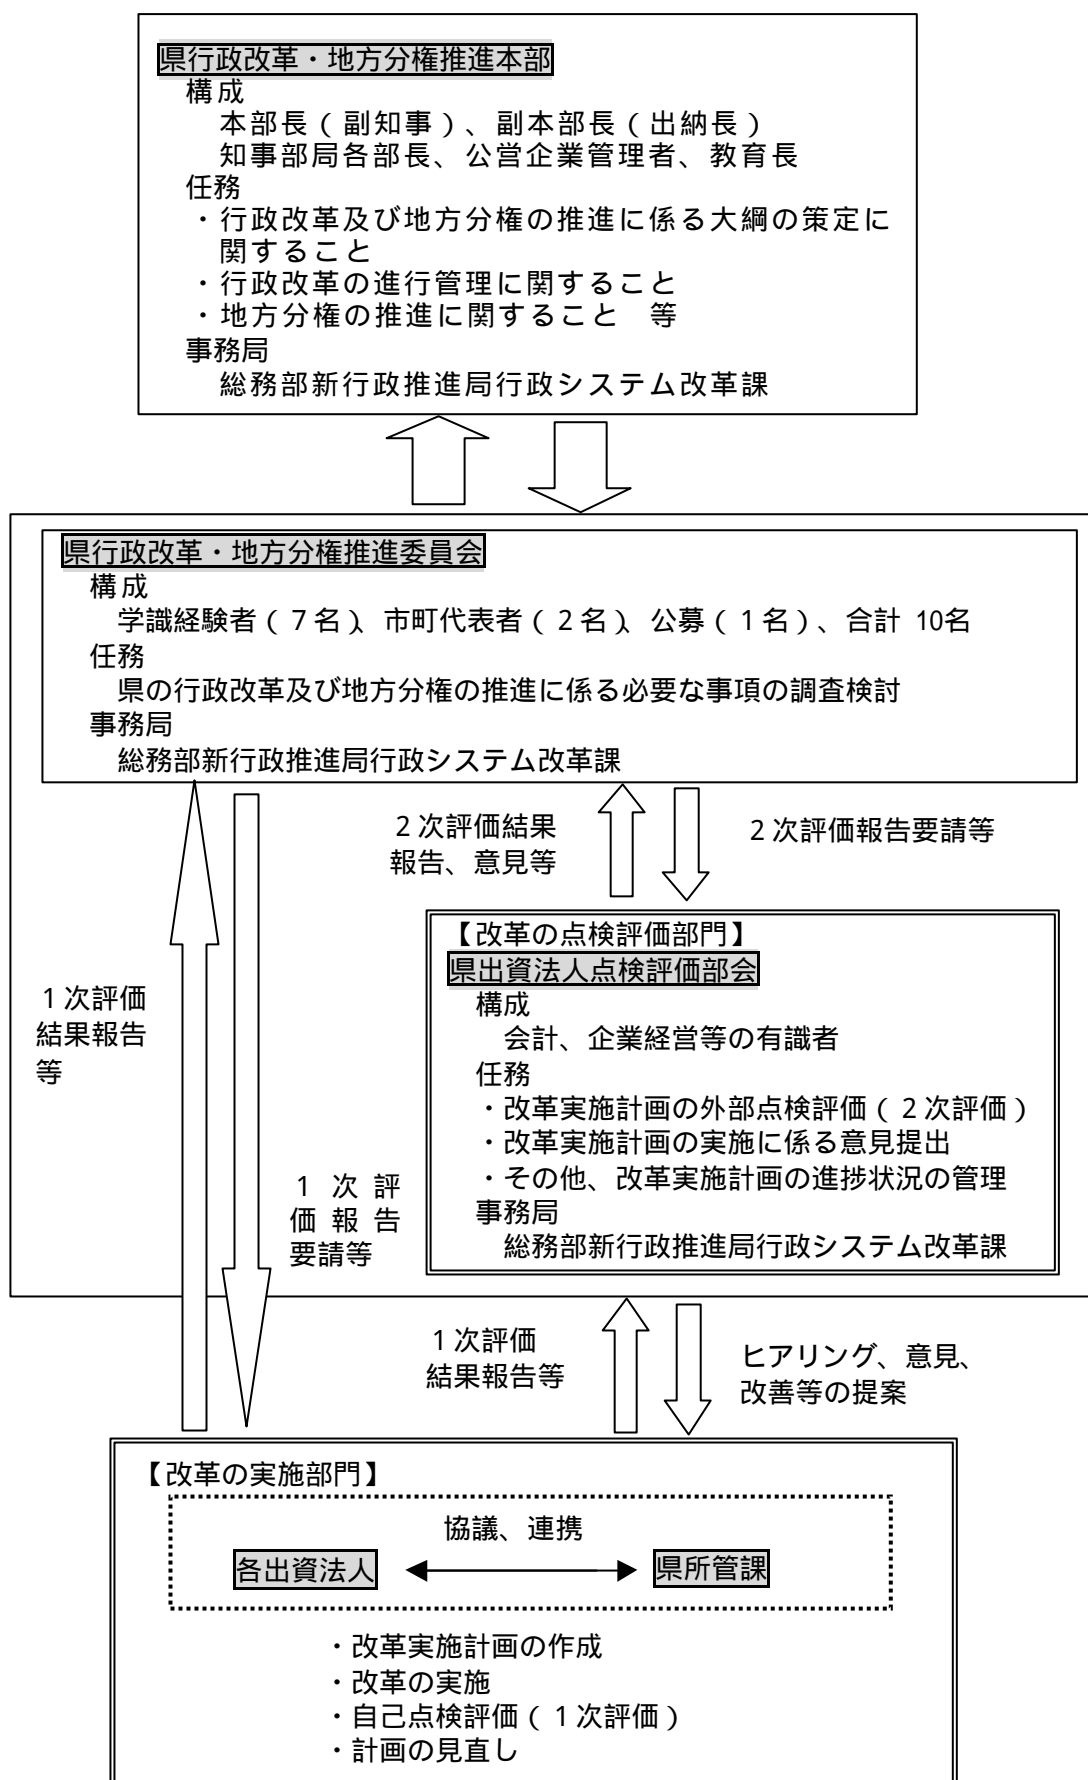 県行政改革・地方分権推進本部
構成
本部長(副知事)、副本部長(出納長)
知事部局各部長、公営企業管理者、教育長
任務
・行政改革及び地方分権の推進に係る大綱の策定に
関すること
・行政改革の進行管理に関すること
・地方分権の推進に関すること　等
事務局
総務部新行政推進局行政システム改革課
県行政改革・地方分権推進委員会
構成
学識経験者(7名)、市町代表者(2名)、公募(1名)、合計 10名
任務
県の行政改革及び地方分権の推進に係る必要な事項の調査検討
事務局
総務部新行政推進局行政システム改革課
2次評価結果
報告、意見等
2次評価報告要請等
【改革の点検評価部門】
県出資法人点検評価部会
構成
会計、企業経営等の有識者
任務
・改革実施計画の外部点検評価(2次評価)
・改革実施計画の実施に係る意見提出
・その他、改革実施計画の進捗状況の管理
事務局
総務部新行政推進局行政システム改革課
1次評価
結果報告
等
1次評
価報告
要請等
1次評価
結果報告等
ヒアリング、意見、
改善等の提案
【改革の実施部門】
協議、連携
各出資法人
県所管課
・改革実施計画の作成
・改革の実施
・自己点検評価(1次評価)
・計画の見直し